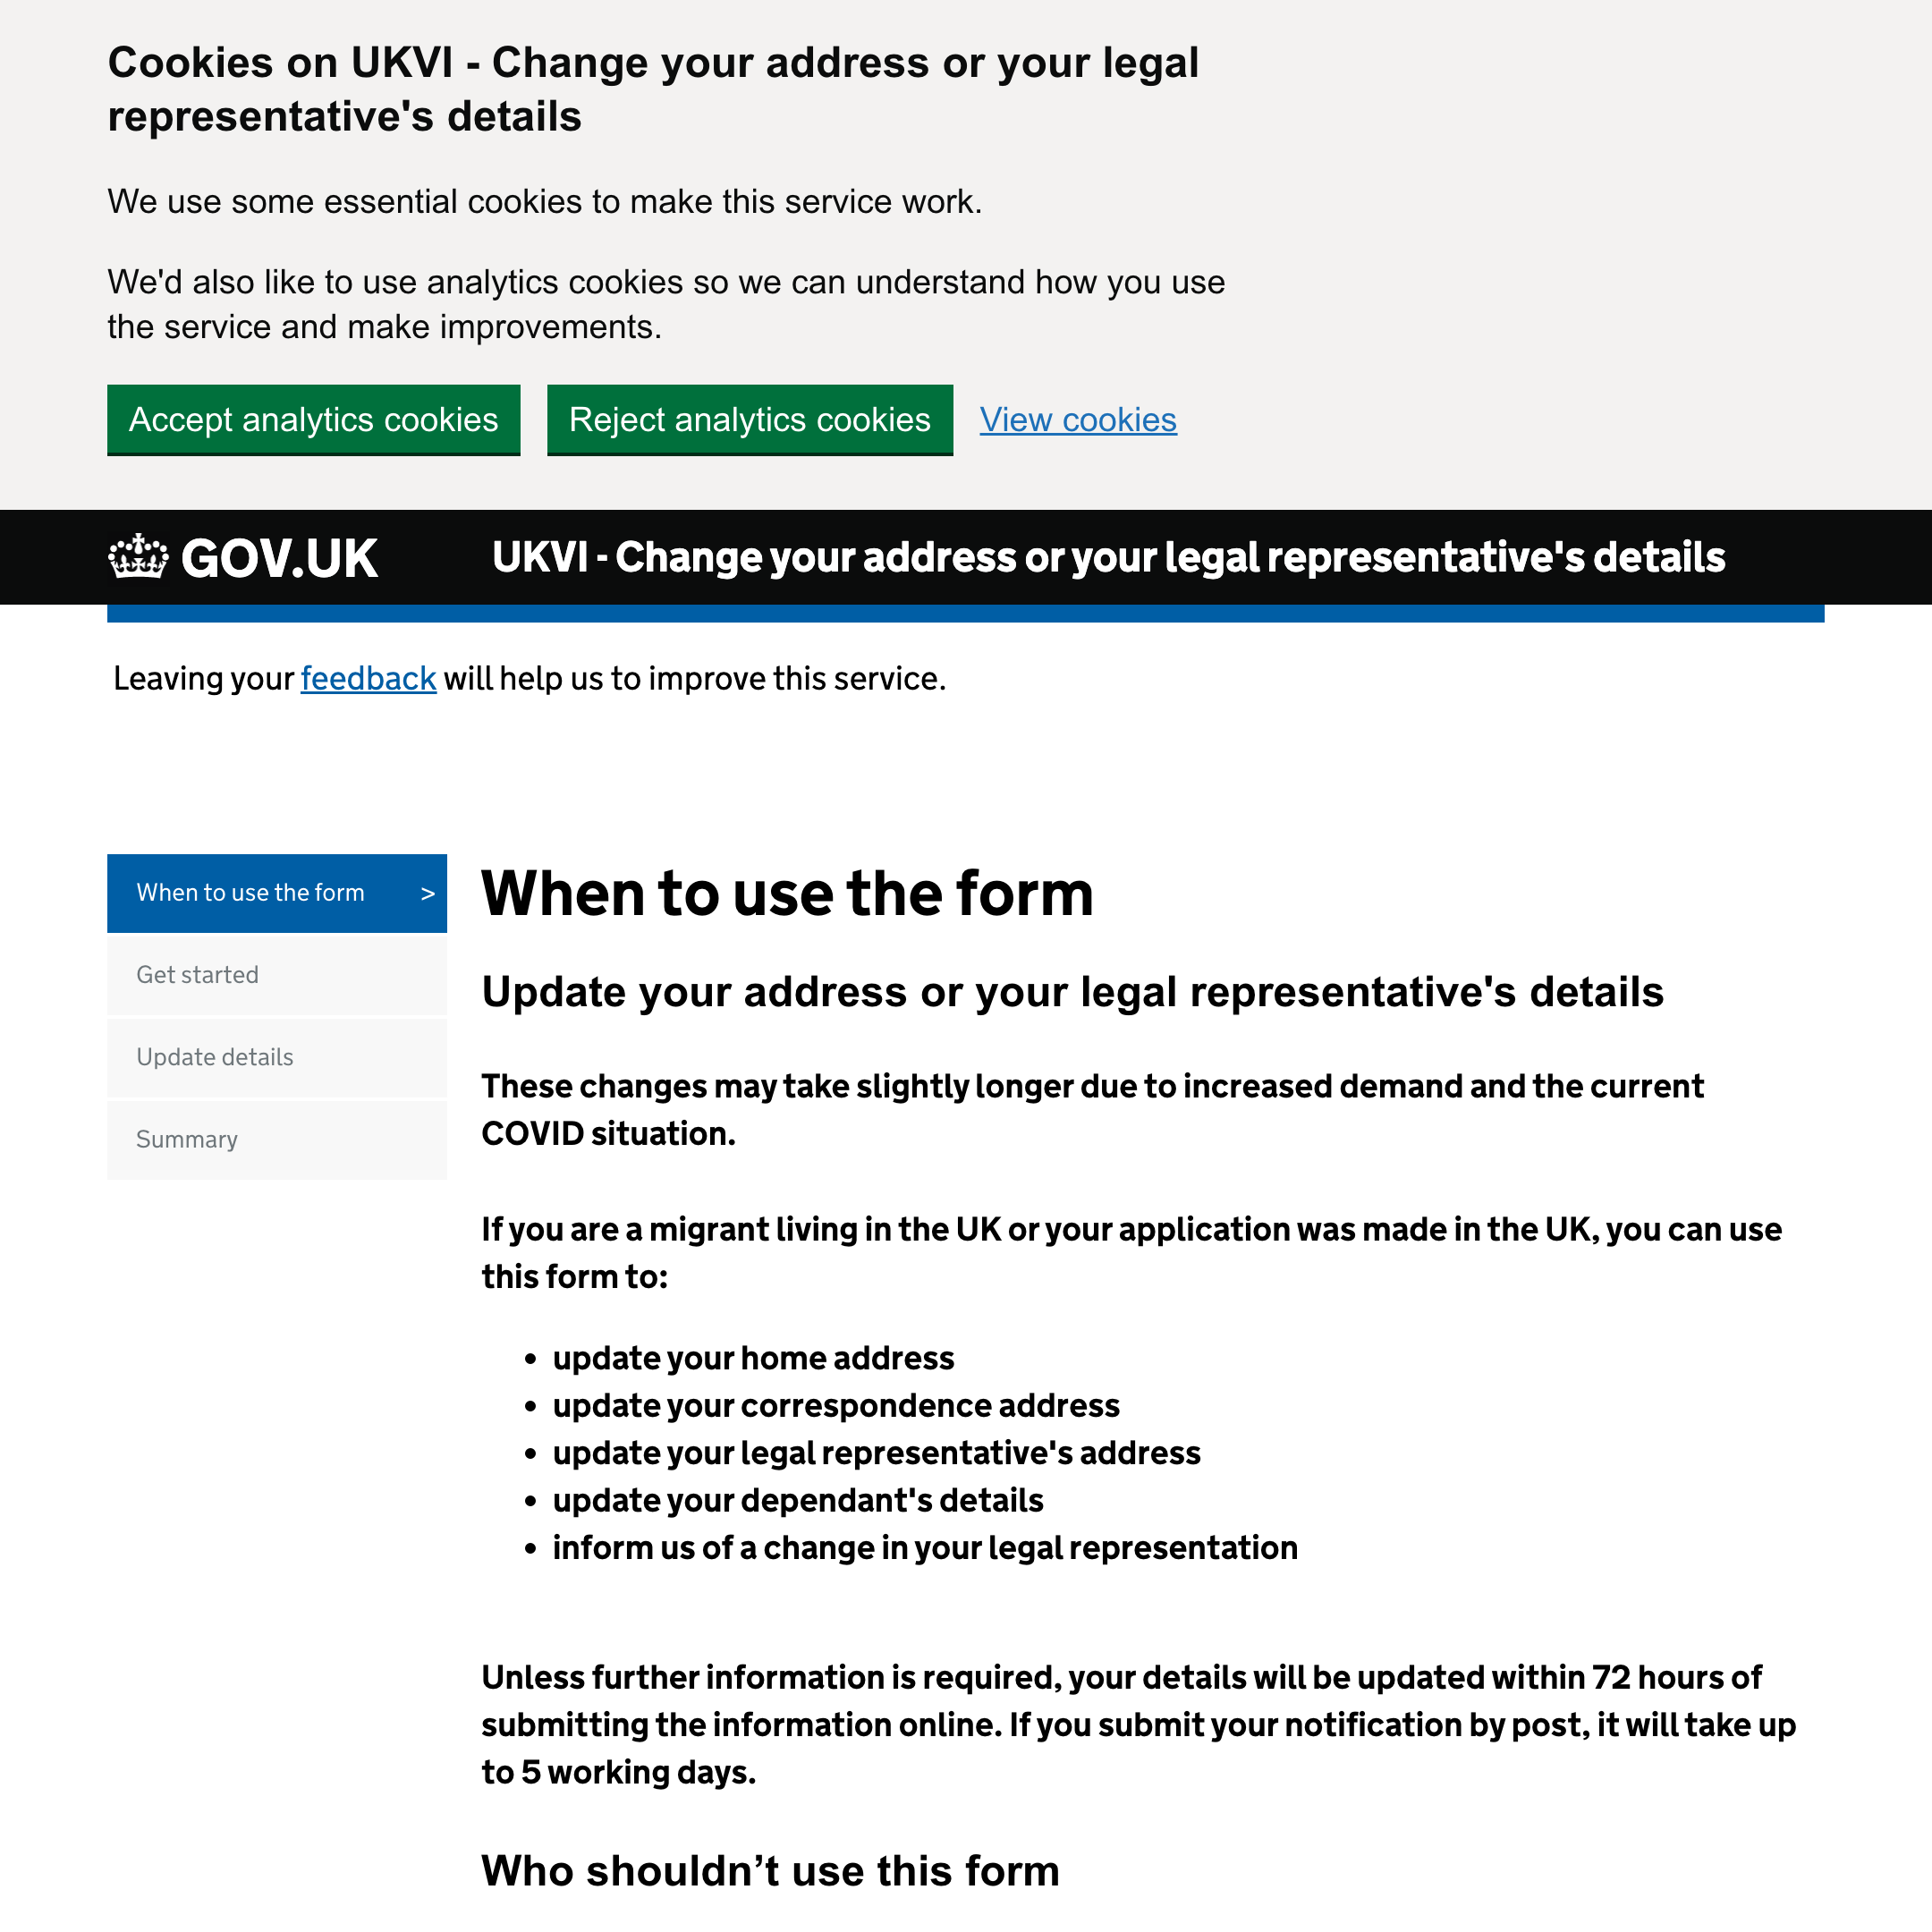 Cookies on UKVI - Change your address or your legal
representative's details
We use some essential cookies to make this service work.
We'd also like to use analytics cookies so we can understand how you use
the service and make improvements.
Accept analytics cookies
Reject analytics cookies
View cookies
GOV.UK
UKVI - Change your address or your legal representative's details
Leaving your feedback will help us to improve this service.
When to use the form >
Get started
Update details
Summary
When to use the form
Update your address or your legal representative's details
These changes may take slightly longer due to increased demand and the current
COVID situation.
If you are a migrant living in the UK or your application was made in the UK, you can use
this form to:
• update your home address
• update your correspondence address
• update your legal representative's address
• update your dependant's details
• inform us of a change in your legal representation
Unless further information is required, your details will be updated within 72 hours of
submitting the information online. If you submit your notification by post, it will take up
to 5 working days.
Who shouldn’t use this form